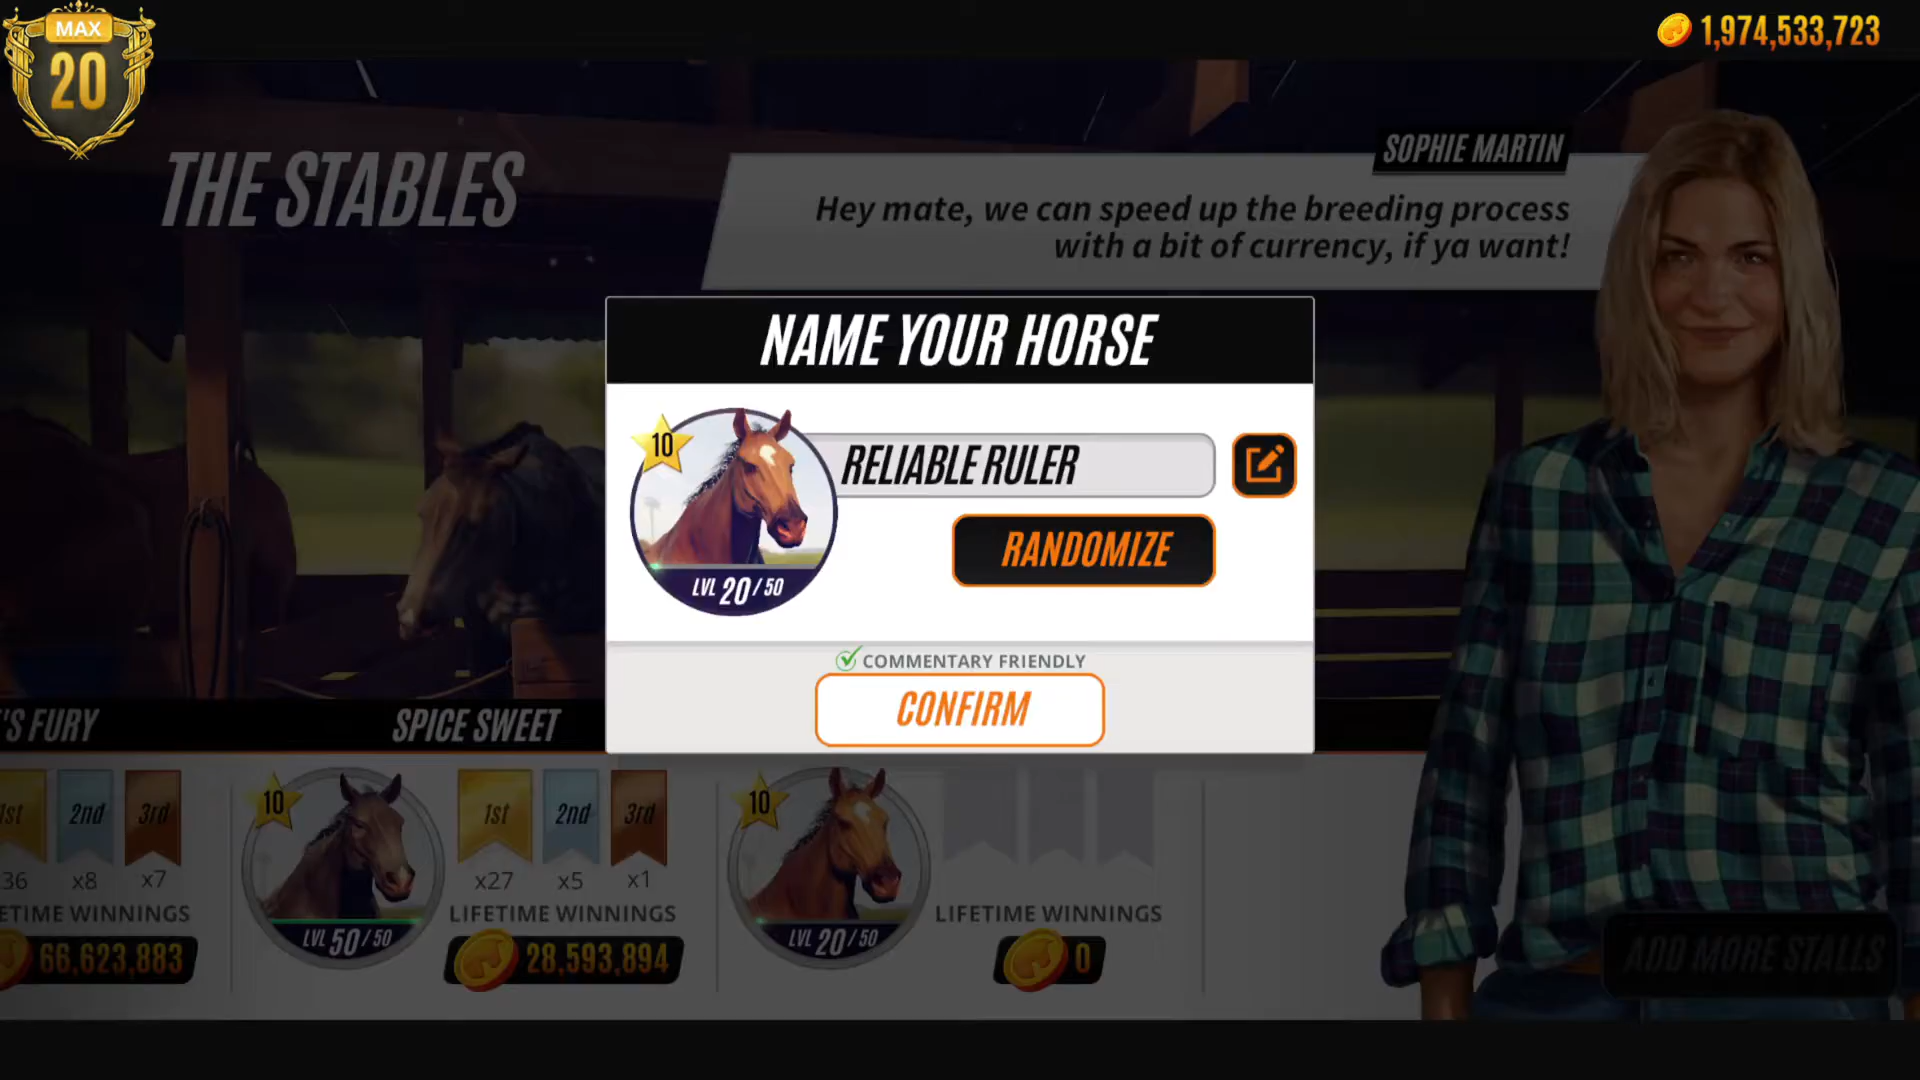 MAX
20
1,974,533,723
THE STABLES
SOPHIE MARTIN
Hey mate, we can speed up the breeding process
with a bit of currency, if ya want!
NAME YOUR HORSE
10
RELIABLE RULER
RANDOMIZE
LVL 20/50
COMMENTARY FRIENDLY
CONFIRM
'S FURY
SPICE SWEET
1st
2nd
3rd
36
x8
x7
ETIME WINNINGS
66,623,883
10
LVL 50/50
1st
2nd
3rd
x27
x5
x1
LIFETIME WINNINGS
28,593,894
10
LVL 20/50
LIFETIME WINNINGS
0
ADD MORE STALLS